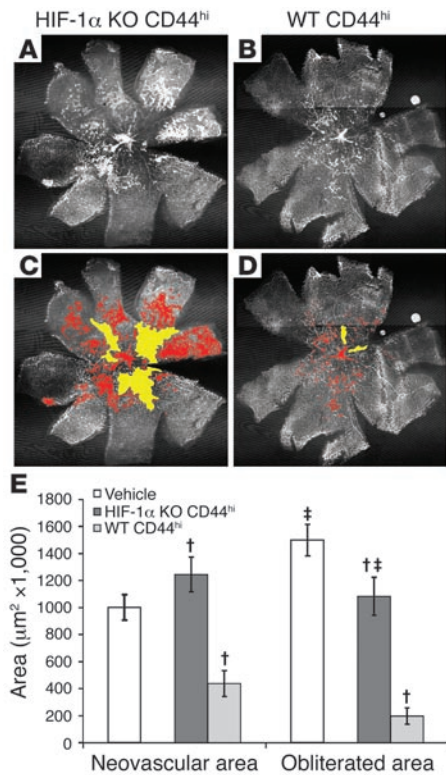 HIF-1α KO CD44ʰⁱ WT CD44ʰⁱ
A B
C D
E
Vehicle
HIF-1α KO CD44ʰⁱ
WT CD44ʰⁱ
Area (μm² ×1,000)
1800
1600
1400
1200
1000
800
600
400
200
0
† † ‡ †‡ †
Neovascular area Obliterated area